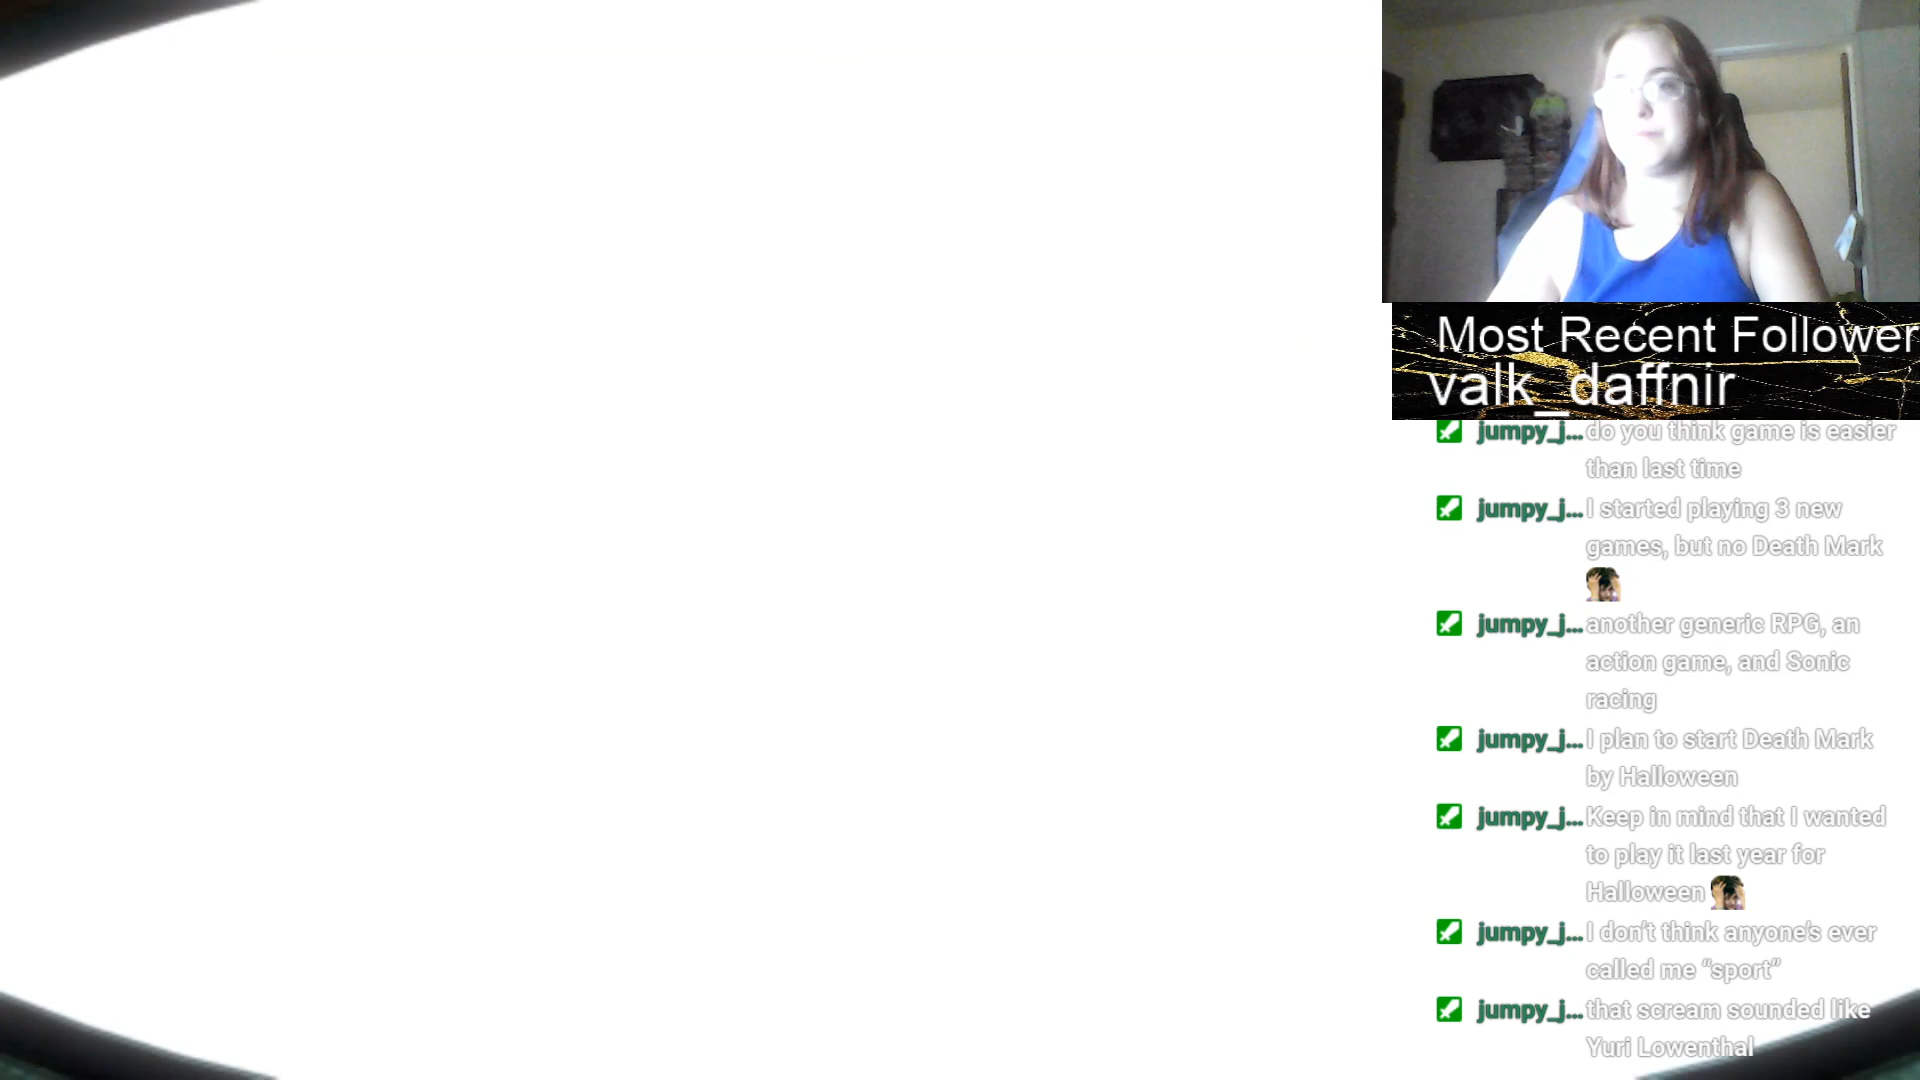 Most Recent Follower
valk_daffnir
jumpy_j... do you think game is easier
than last time
jumpy_j... I started playing 3 new
games, but no Death Mark
jumpy_j... another generic RPG, an
action game, and Sonic
racing
jumpy_j... I plan to start Death Mark
by Halloween
jumpy_j... Keep in mind that I wanted
to play it last year for
Halloween
jumpy_j... I don't think anyone's ever
called me “sport”
jumpy_j... that scream sounded like
Yuri Lowenthal